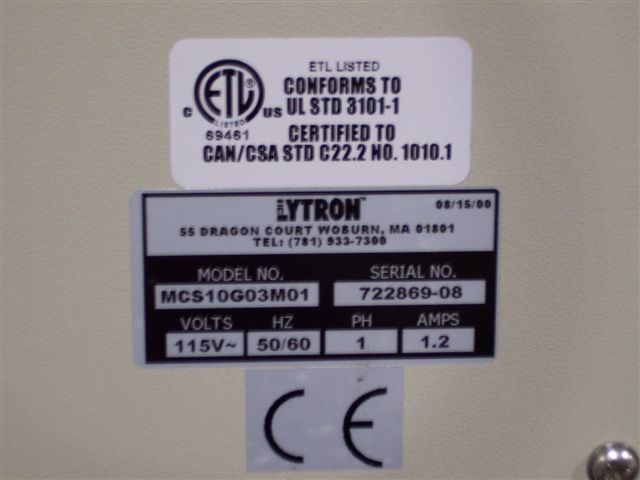 ETL LISTED
CONFORMS TO
UL STD 3101-1
C ETL ® US
LISTED
69461
CERTIFIED TO
CAN/CSA STD C22.2 NO. 1010.1
LYTRON™
08/15/00
55 DRAGON COURT WOBURN, MA 01801
TEL: (781) 933-7300
MODEL NO. SERIAL NO.
MCS10G03M01 722869-08
VOLTS HZ PH AMPS
115V~ 50/60 1 1.2
CE